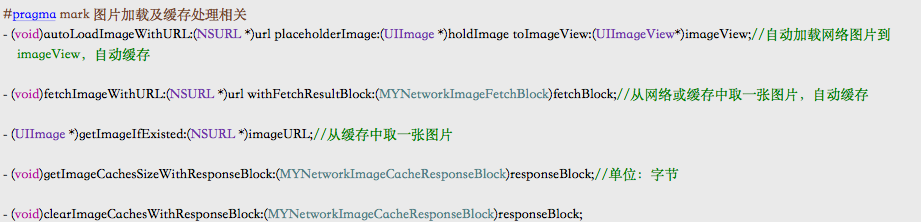 #pragma mark 图片加载及缓存处理相关
- (void)autoLoadImageWithURL:(NSURL *)url placeholderImage:(UIImage *)holdImage toImageView:(UIImageView*)imageView;//自动加载网络图片到
imageView，自动缓存
- (void)fetchImageWithURL:(NSURL *)url withFetchResultBlock:(MYNetworkImageFetchBlock)fetchBlock;//从网络或缓存中取一张图片，自动缓存
- (UIImage *)getImageIfExisted:(NSURL *)imageURL;//从缓存中取一张图片
- (void)getImageCachesSizeWithResponseBlock:(MYNetworkImageCacheResponseBlock)responseBlock;//单位：字节
- (void)clearImageCachesWithResponseBlock:(MYNetworkImageCacheResponseBlock)responseBlock;